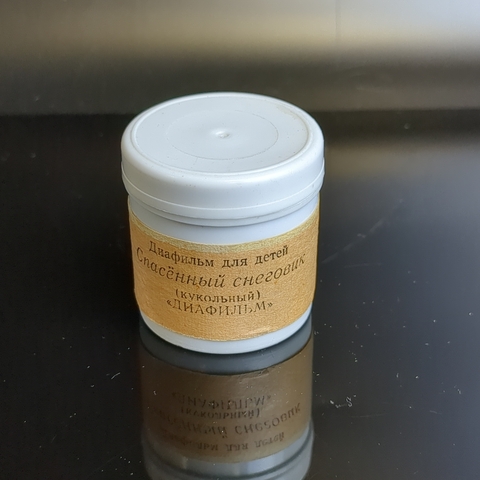 Диафильм для детей
Спасённый снеговик
(кукольный)
«ДИАФИЛЬМ»